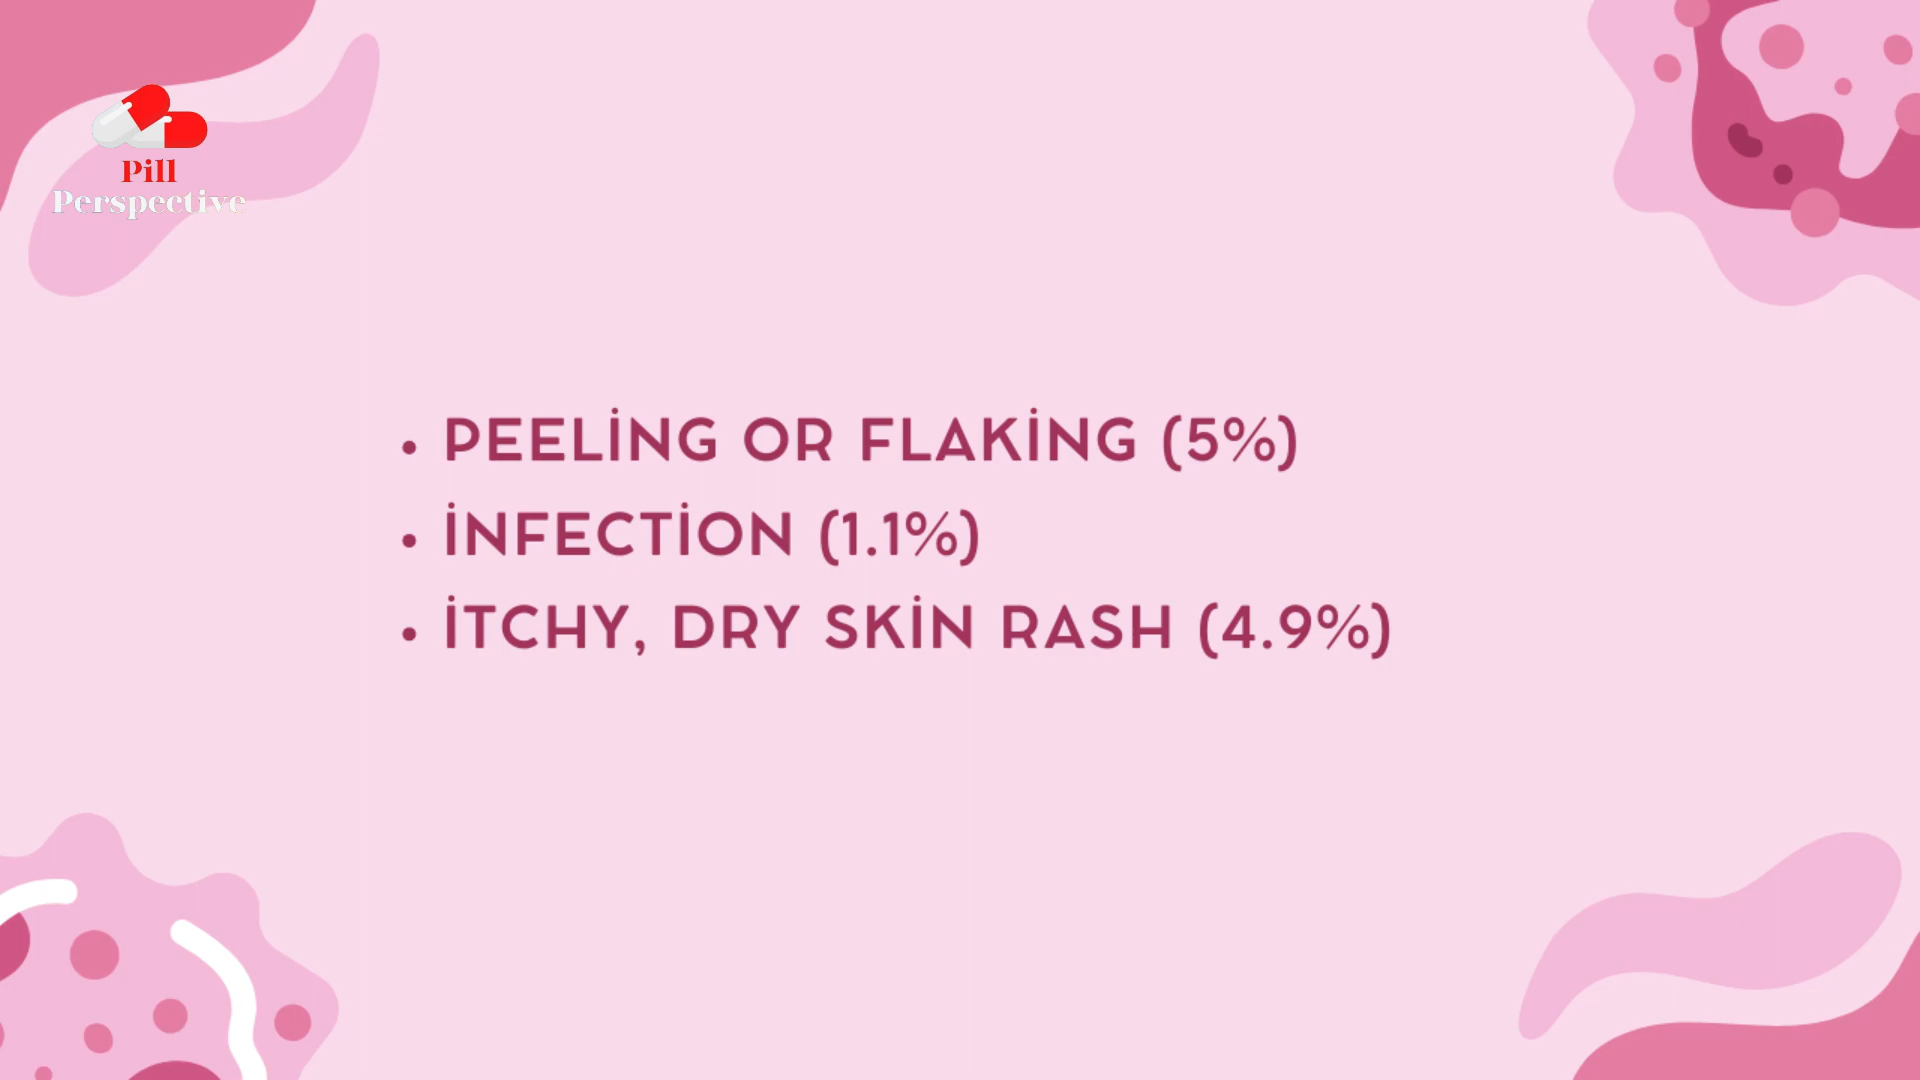 Pill
Perspective
• PEELİNG OR FLAKİNG (5%)
• İNFECTİON (1.1%)
• İTCHY, DRY SKİN RASH (4.9%)